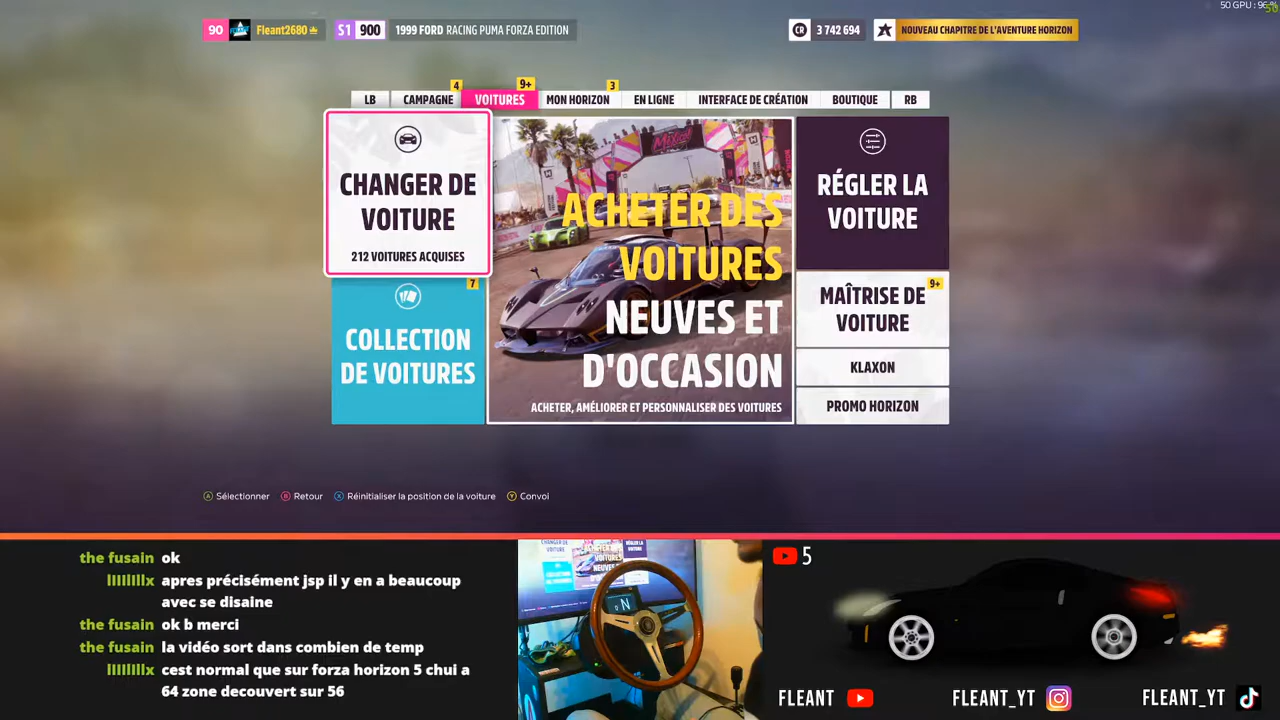 50 GPU : 96 %
90 Fleant2680 S1 900 1999 FORD RACING PUMA FORZA EDITION CR 3 742 694 NOUVEAU CHAPITRE DE L'AVENTURE HORIZON
4 9+ 3
LB CAMPAGNE VOITURES MON HORIZON EN LIGNE INTERFACE DE CRÉATION BOUTIQUE RB
CHANGER DE
VOITURE
212 VOITURES ACQUISES
7
COLLECTION
DE VOITURES
ACHETER DES
VOITURES
NEUVES ET
D'OCCASION
ACHETER, AMÉLIORER ET PERSONNALISER DES VOITURES
RÉGLER LA
VOITURE
9+
MAÎTRISE DE
VOITURE
KLAXON
PROMO HORIZON
A Sélectionner B Retour X Réinitialiser la position de la voiture Y Convoi
the fusain ok
lllllllx apres précisément jsp il y en a beaucoup
avec se disaine
the fusain ok b merci
the fusain la vidéo sort dans combien de temp
lllllllx cest normal que sur forza horizon 5 chui a
64 zone decouvert sur 56
N
5
FLEANT FLEANT_YT FLEANT_YT